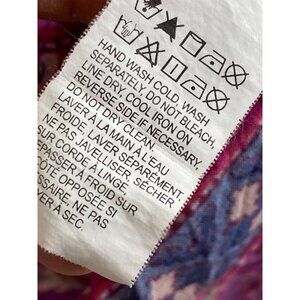 HAND WASH COLD. WASH
SEPARATELY. DO NOT BLEACH,
LINE DRY. COOL IRON ON
REVERSE SIDE IF NECESSARY.
DO NOT DRY CLEAN.
LAVER À LA MAIN À L'EAU
FROIDE. LAVER SÉPARÉMENT.
NE PAS JAVELLISER, SÉCHER
SUR CORDE À LINGE.
REPASSER À FROID SUR
CÔTÉ OPPOSÉE SI
NÉCESSAIRE, NE PAS
À SEC.